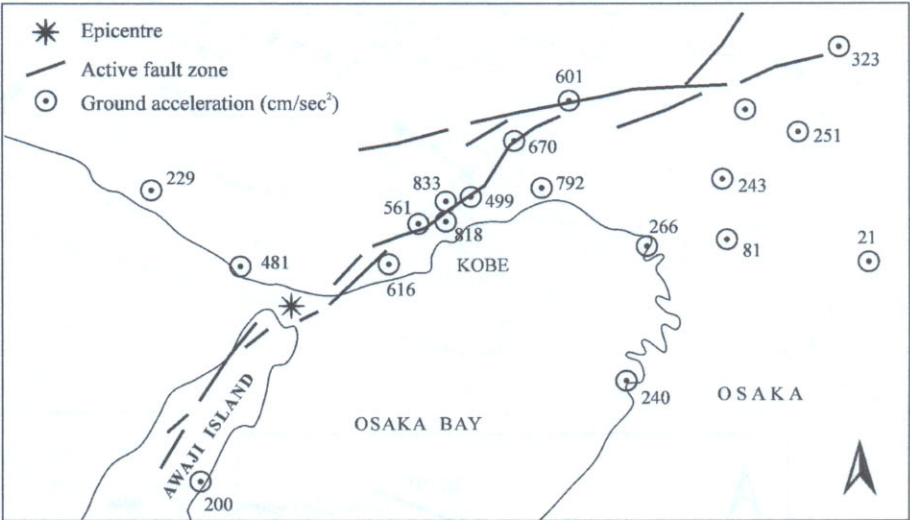 Epicentre
Active fault zone
Ground acceleration (cm/sec²)
601
323
670
251
229
833
499
792
243
561
818
266
81
21
481
KOBE
616
AWAJI ISLAND
240
OSAKA
OSAKA BAY
200